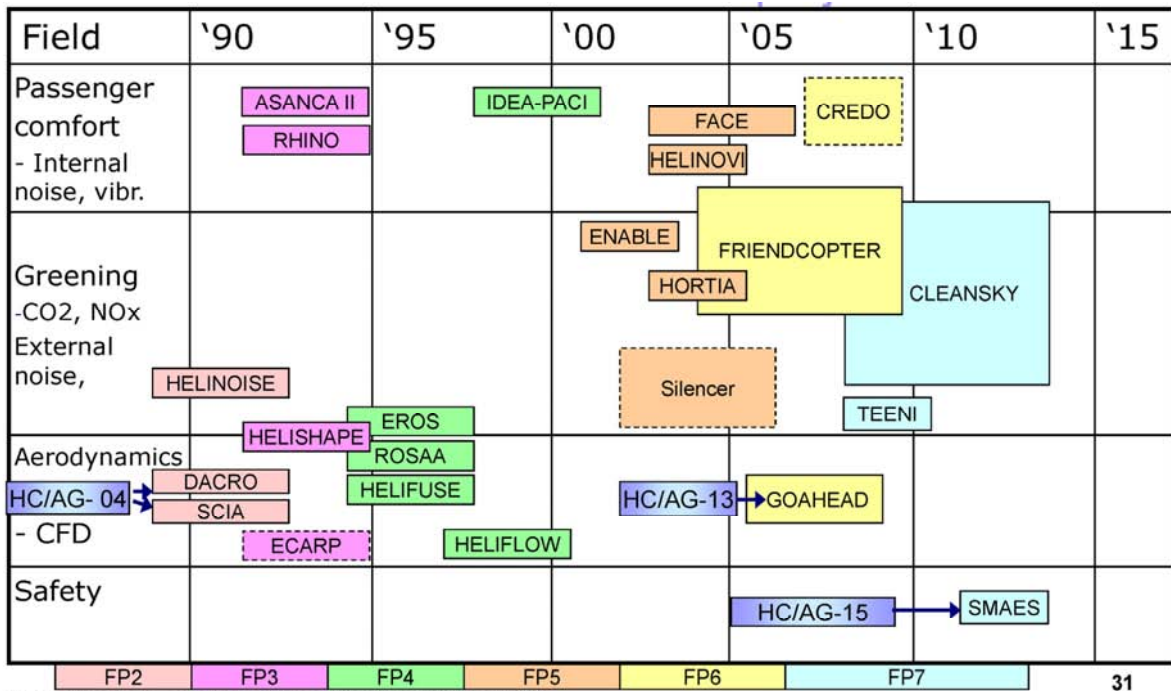 Field '90 '95 '00 '05 '10 '15
Passenger
comfort
- Internal
noise, vibr.
ASANCA II
RHINO
IDEA-PACI
FACE
HELINOVI
CREDO
Greening
-CO2, NOx
External
noise,
ENABLE
HORTIA
FRIENDCOPTER
CLEANSKY
HELINOISE
Silencer
TEENI
EROS
HELISHAPE
ROSAA
Aerodynamics
HC/AG- 04
- CFD
DACRO
SCIA
HELIFUSE
ECARP
HELIFLOW
HC/AG-13
GOAHEAD
Safety
HC/AG-15
SMAES
FP2 FP3 FP4 FP5 FP6 FP7
31